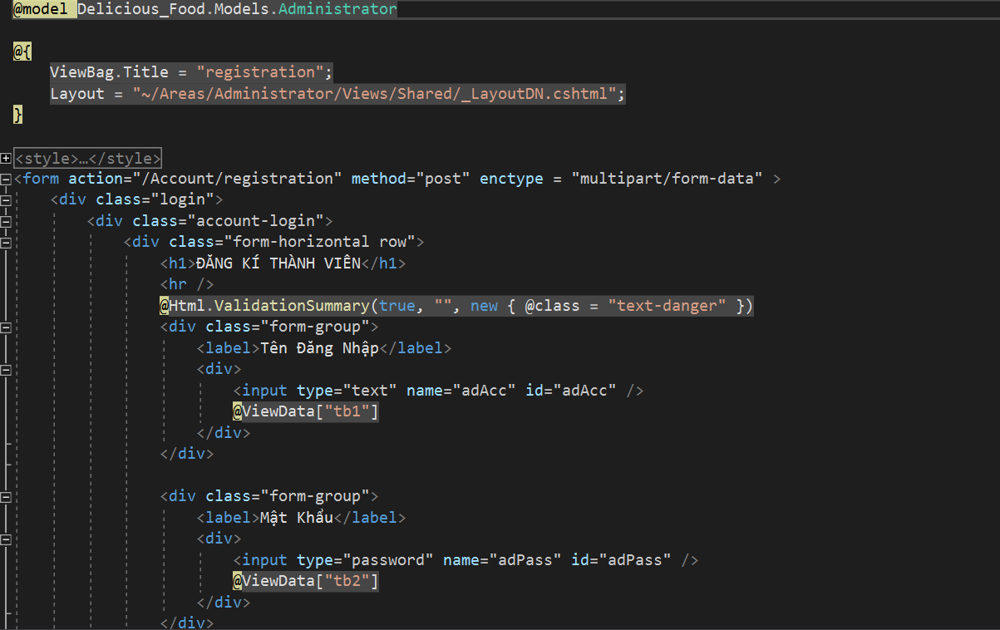 @model Delicious_Food.Models.Administrator
@{
ViewBag.Title = "registration";
Layout = "~/Areas/Administrator/Views/Shared/_LayoutDN.cshtml";
}
<style>…</style>
<form action="/Account/registration" method="post" enctype = "multipart/form-data" >
<div class="login">
<div class="account-login">
<div class="form-horizontal row">
<h1>ĐĂNG KÍ THÀNH VIÊN</h1>
<hr />
@Html.ValidationSummary(true, "", new { @class = "text-danger" })
<div class="form-group">
<label>Tên Đăng Nhập</label>
<div>
<input type="text" name="adAcc" id="adAcc" />
@ViewData["tb1"]
</div>
</div>
<div class="form-group">
<label>Mật Khẩu</label>
<div>
<input type="password" name="adPass" id="adPass" />
@ViewData["tb2"]
</div>
</div>